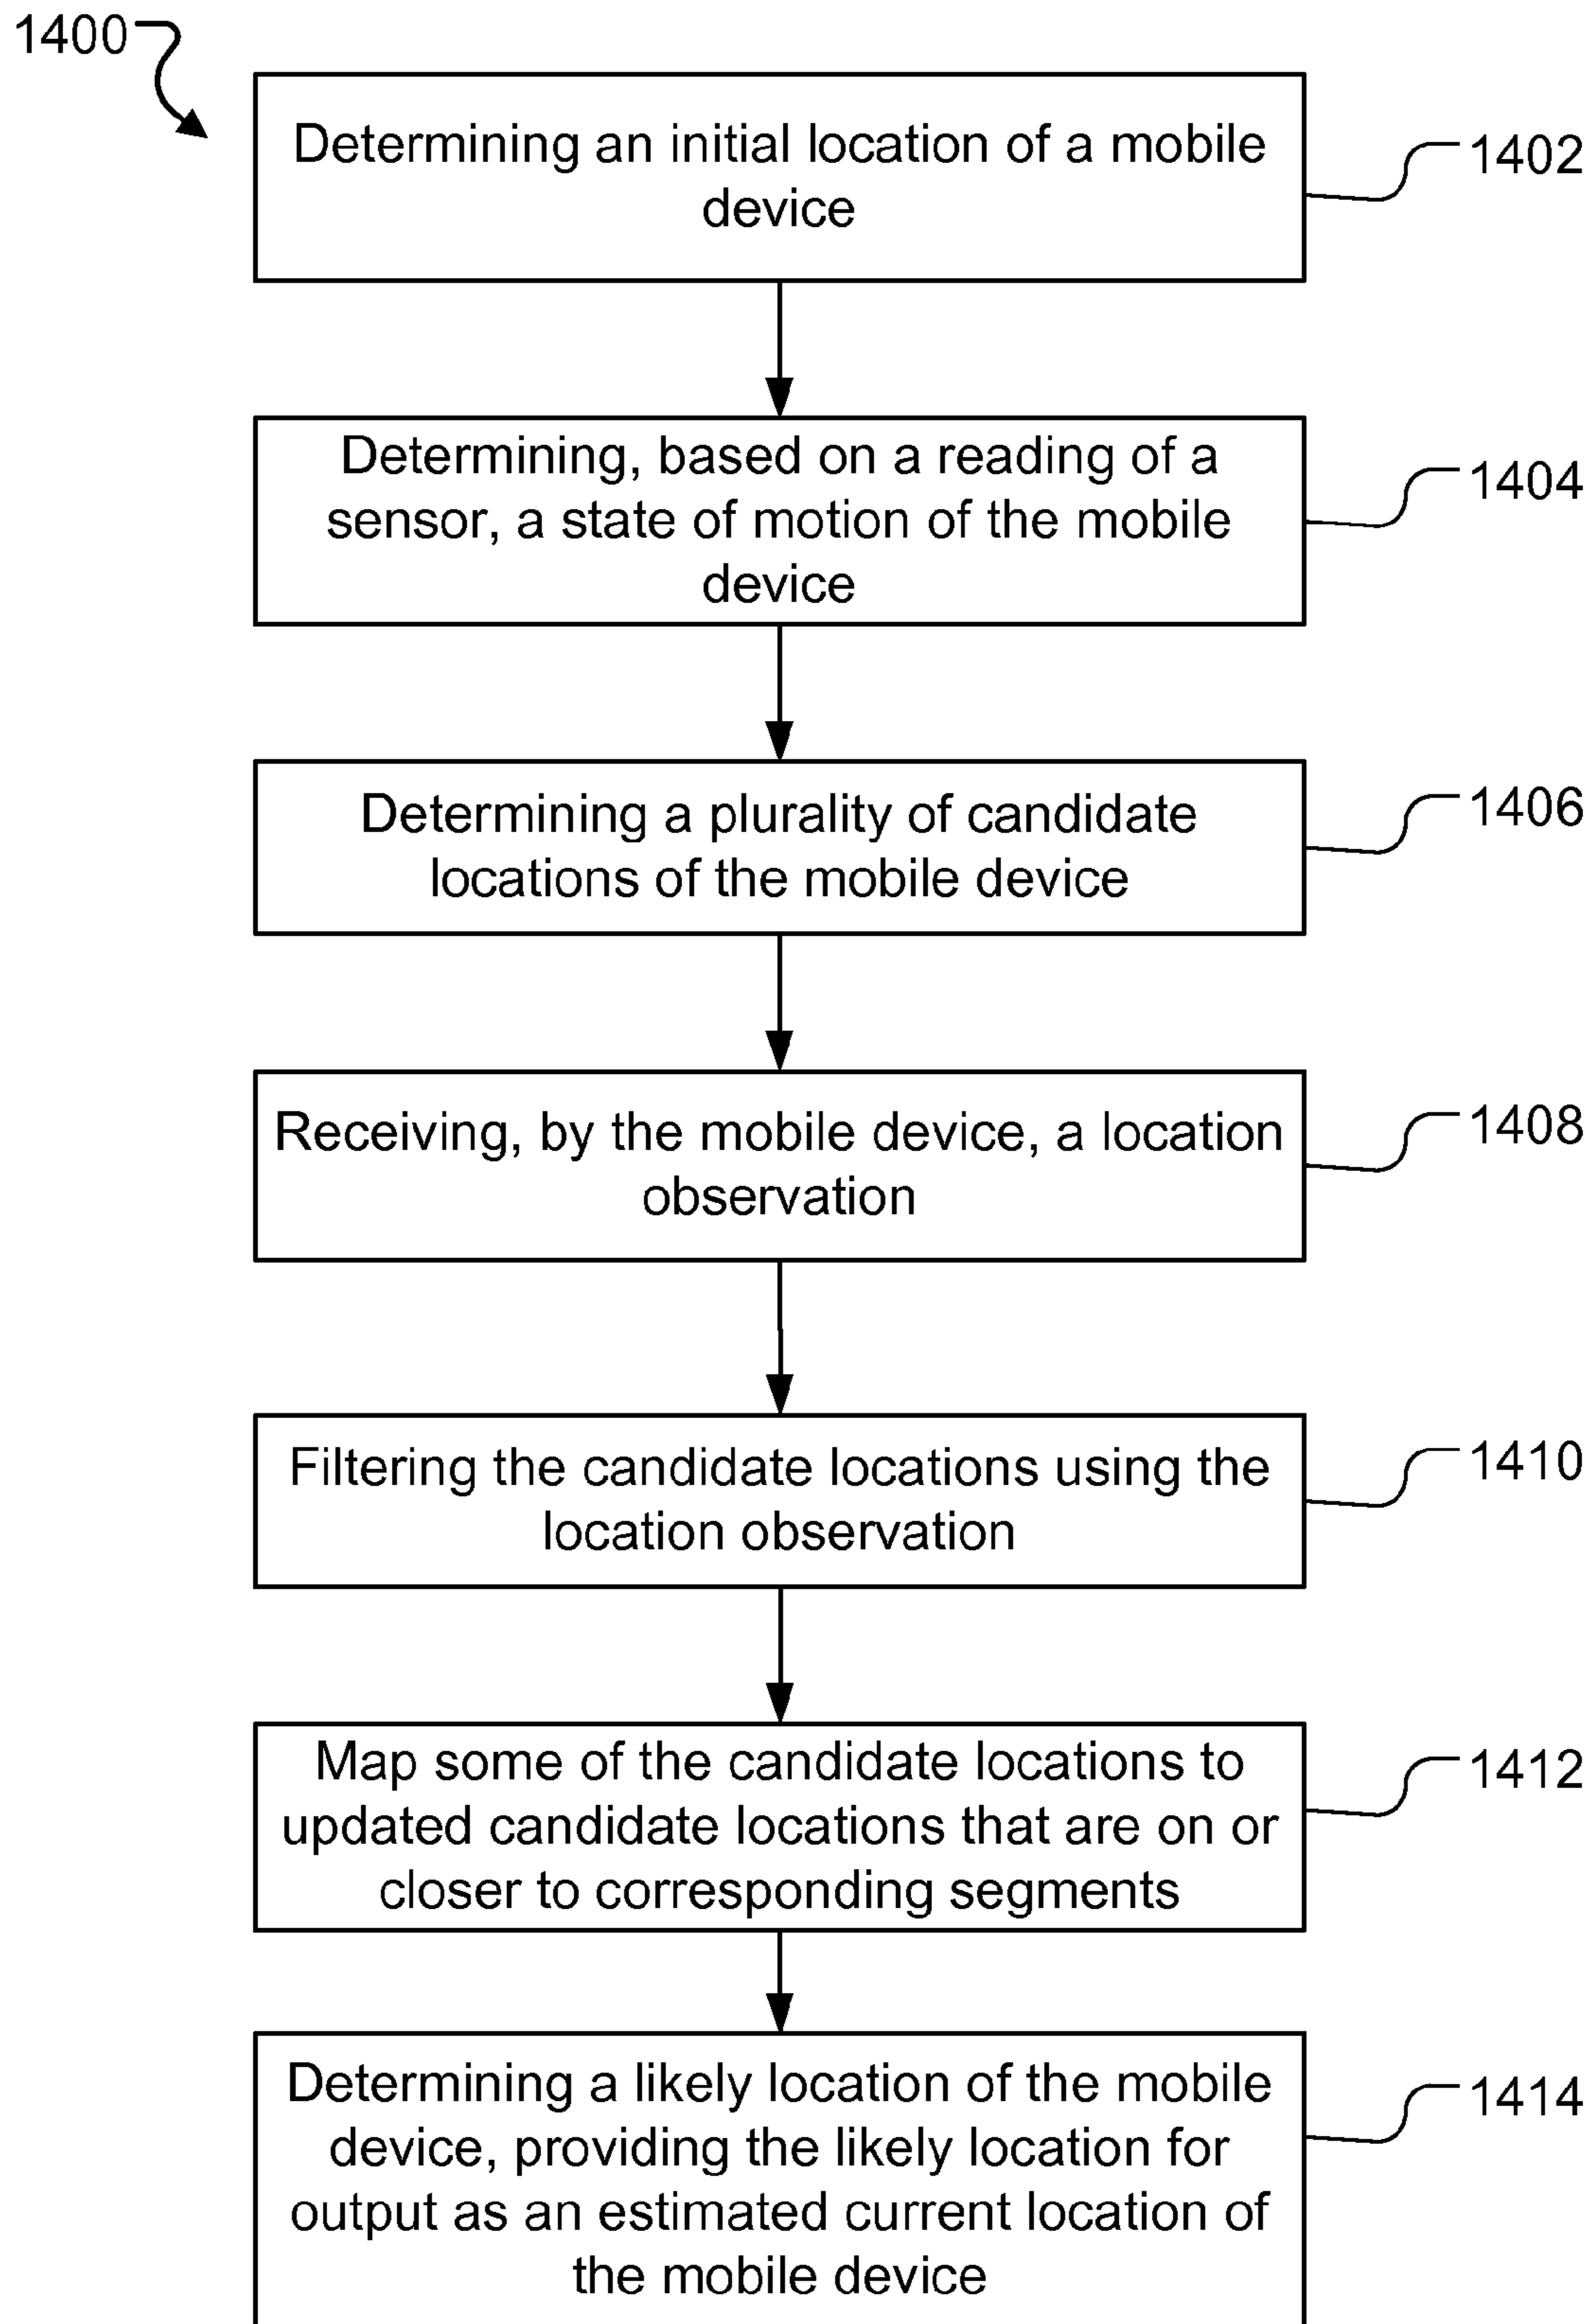 1400
Determining an initial location of a mobile
device
1402
Determining, based on a reading of a
sensor, a state of motion of the mobile
device
1404
Determining a plurality of candidate
locations of the mobile device
1406
Receiving, by the mobile device, a location
observation
1408
Filtering the candidate locations using the
location observation
1410
Map some of the candidate locations to
updated candidate locations that are on or
closer to corresponding segments
1412
Determining a likely location of the mobile
device, providing the likely location for
output as an estimated current location of
the mobile device
1414